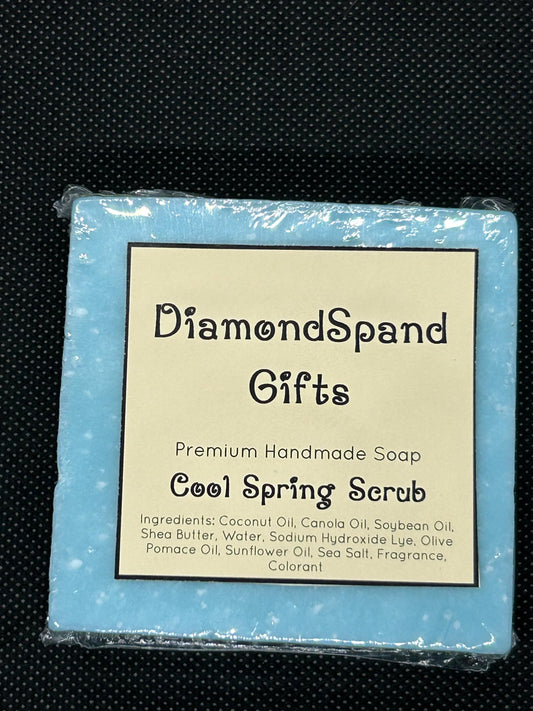 DiamondSpand
Gifts
Premium Handmade Soap
Cool Spring Scrub
Ingredients: Coconut Oil, Canola Oil, Soybean Oil,
Shea Butter, Water, Sodium Hydroxide Lye, Olive
Pomace Oil, Sunflower Oil, Sea Salt, Fragrance,
Colorant